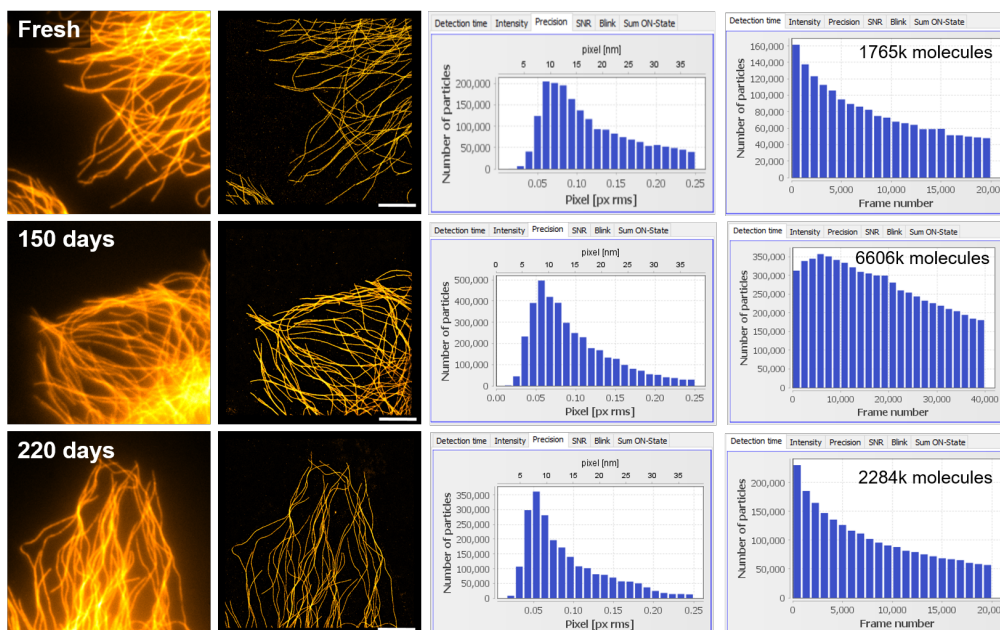 Fresh
Detection time Intensity Precision SNR Blink Sum ON-State
pixel [nm]
5 10 15 20 25 30 35
Number of particles
200,000
150,000
100,000
50,000
0
0.05 0.10 0.15 0.20 0.25
Pixel [px rms]
Detection time Intensity Precision SNR Blink Sum ON-State
1765k molecules
Number of particles
160,000
140,000
120,000
100,000
80,000
60,000
40,000
20,000
0
0 5,000 10,000 15,000 20,000
Frame number
150 days
Detection time Intensity Precision SNR Blink Sum ON-State
pixel [nm]
0 5 10 15 20 25 30 35
Number of particles
500,000
400,000
300,000
200,000
100,000
0
0.00 0.05 0.10 0.15 0.20 0.25
Pixel [px rms]
Detection time Intensity Precision SNR Blink Sum ON-State
6606k molecules
Number of particles
350,000
300,000
250,000
200,000
150,000
100,000
50,000
0
0 10,000 20,000 30,000 40,000
Frame number
220 days
Detection time Intensity Precision SNR Blink Sum ON-State
pixel [nm]
5 10 15 20 25 30 35
Number of particles
350,000
300,000
250,000
200,000
150,000
100,000
50,000
0
0.05 0.10 0.15 0.20 0.25
Pixel [px rms]
Detection time Intensity Precision SNR Blink Sum ON-State
2284k molecules
Number of particles
200,000
150,000
100,000
50,000
0
0 5,000 10,000 15,000
Frame number